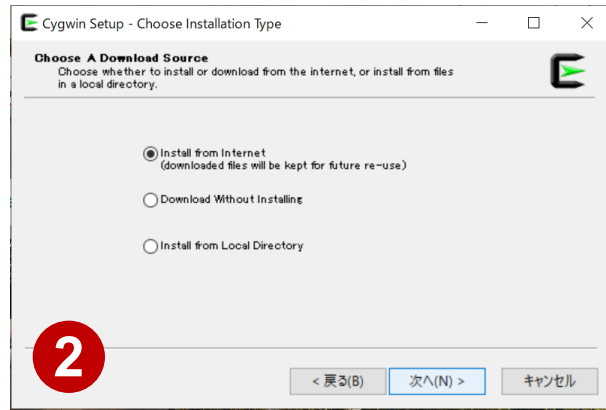 Cygwin Setup - Choose Installation Type
Choose A Download Source
Choose whether to install or download from the internet, or install from files
in a local directory.
Install from Internet
(downloaded files will be kept for future re-use)
Download Without Installing
Install from Local Directory
2
< 戻る(B) 次へ(N) > キャンセル